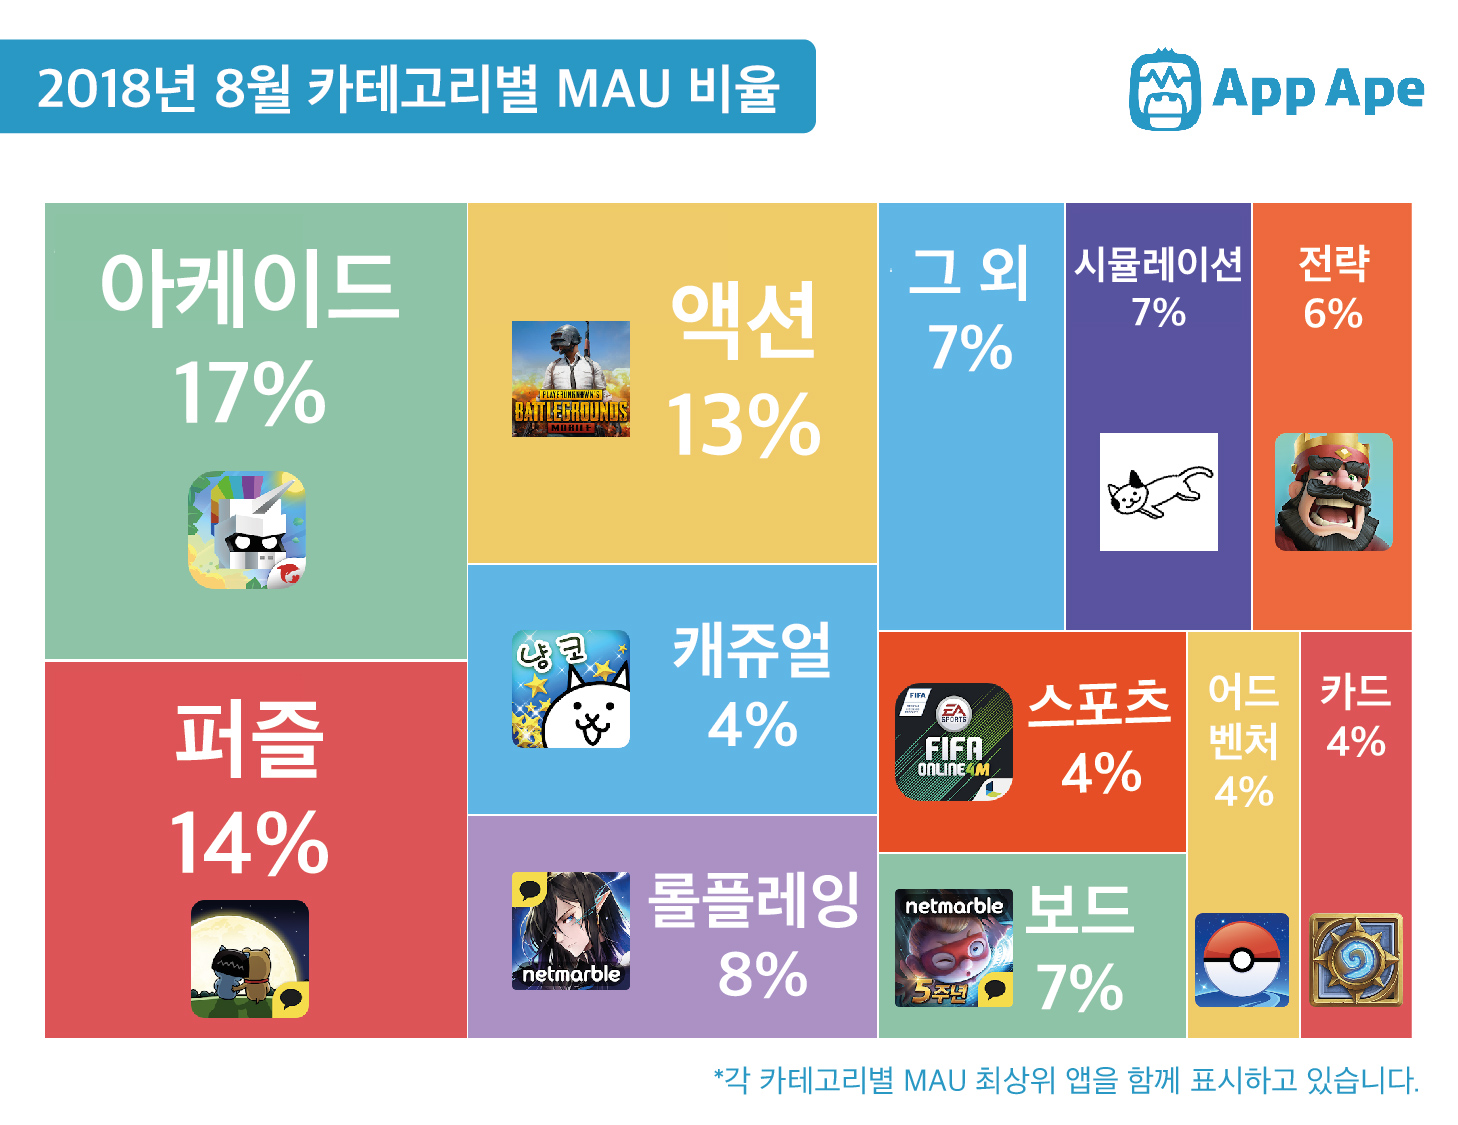 2018년 8월 카테고리별 MAU 비율
App Ape
아케이드
17%
액션
13%
PLAYERUNKNOWN'S
BATTLEGROUNDS
MOBILE
그 외
7%
시뮬레이션
7%
전략
6%
퍼즐
14%
냥코
캐쥬얼
4%
netmarble
롤플레잉
8%
FIFA
EA
SPORTS
FIFA
ONLINE4M
스포츠
4%
netmarble
5주년
보드
7%
어드
벤처
4%
카드
4%
*각 카테고리별 MAU 최상위 앱을 함께 표시하고 있습니다.